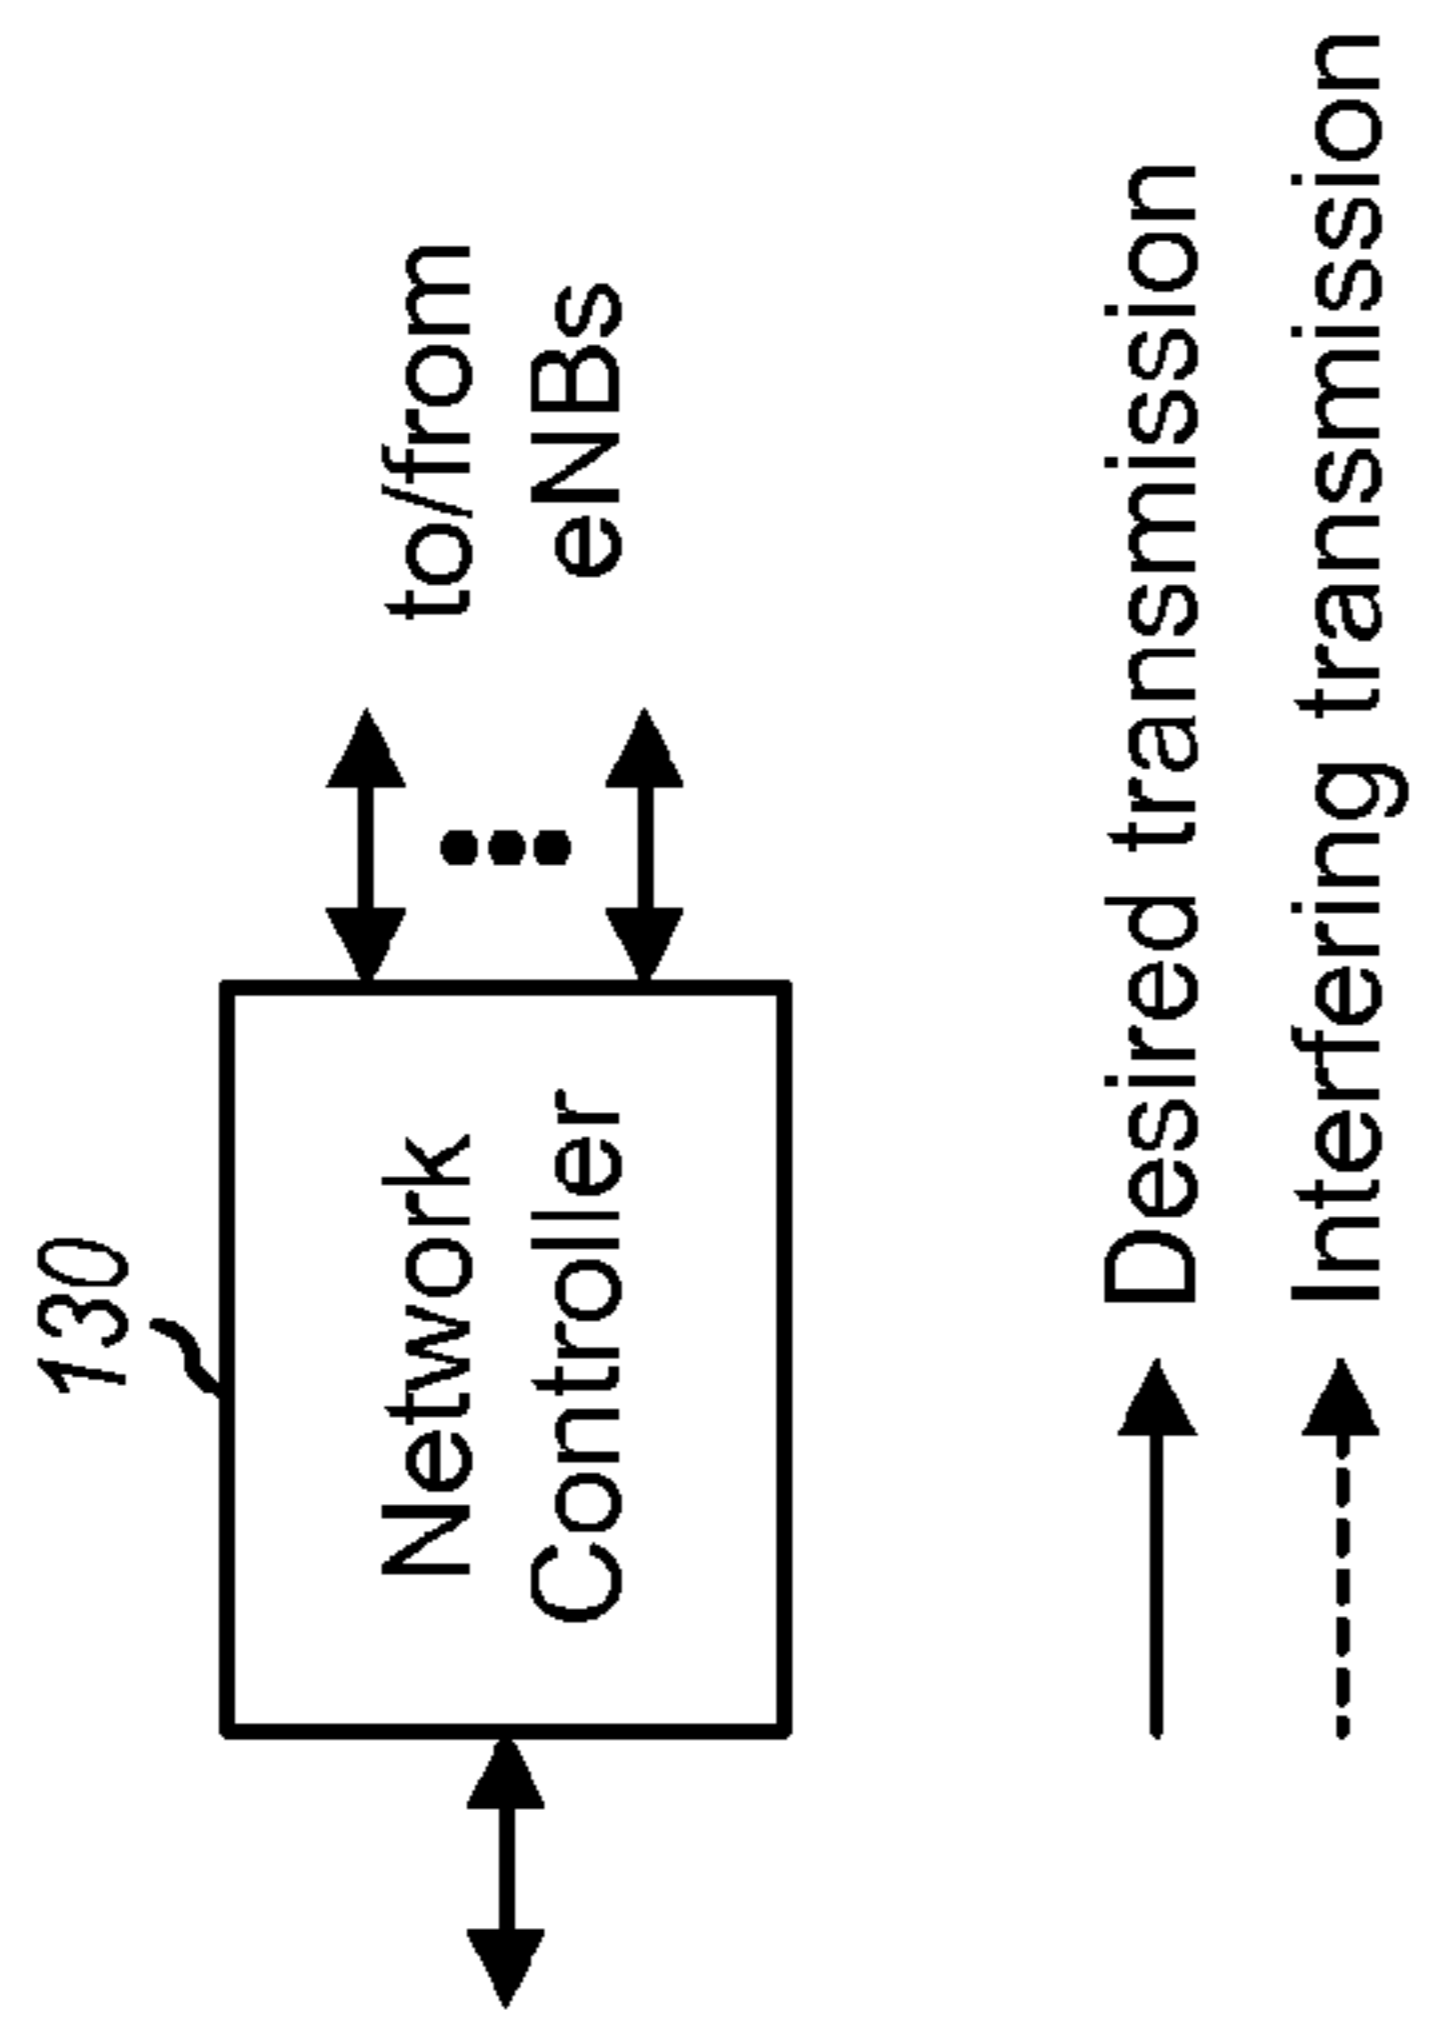 130
Network
Controller
to/from
eNBs
Desired transmission
Interfering transmission